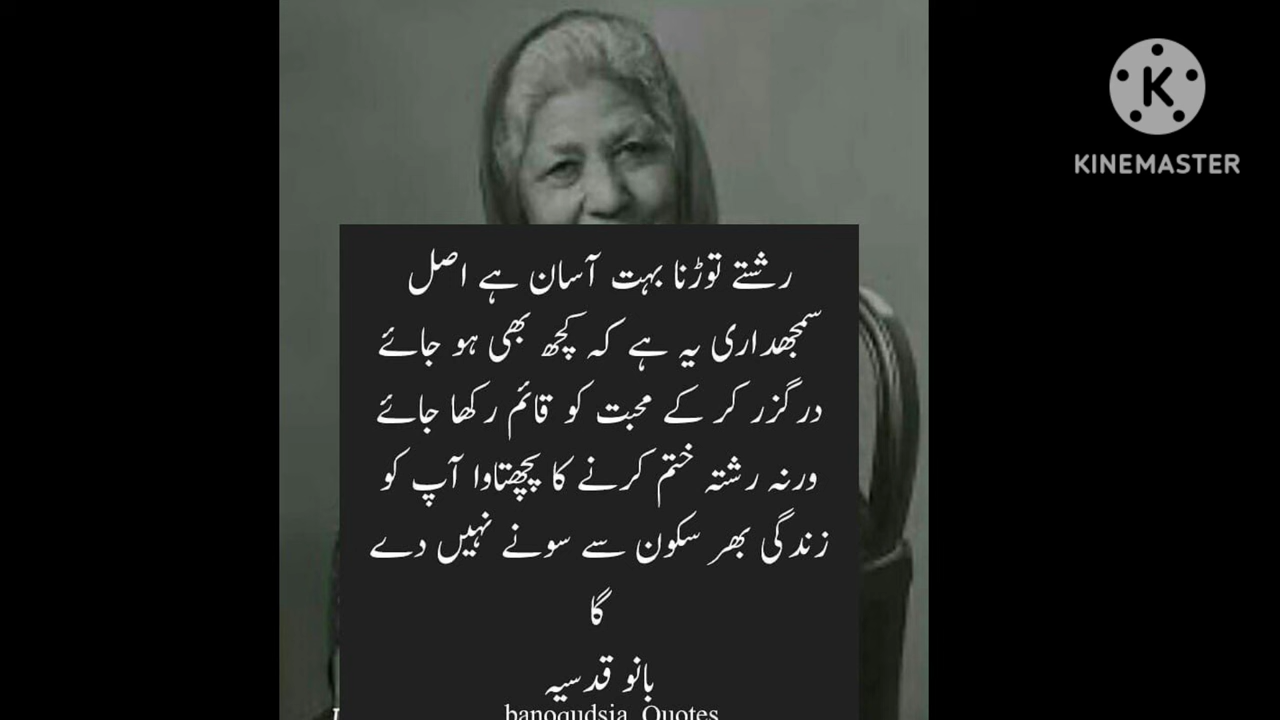 KINEMASTER
رشتے توڑنا بہت آسان ہے اصل
سمجھداری یہ ہے کہ کچھ بھی ہو جائے
درگزر کر کے محبت کو قائم رکھا جائے
ورنہ رشتہ ختم کرنے کا پچھتاوا آپ کو
زندگی بھر سکون سے سونے نہیں دے
گا
بانو قدسیہ
banoqudsia_Quotes